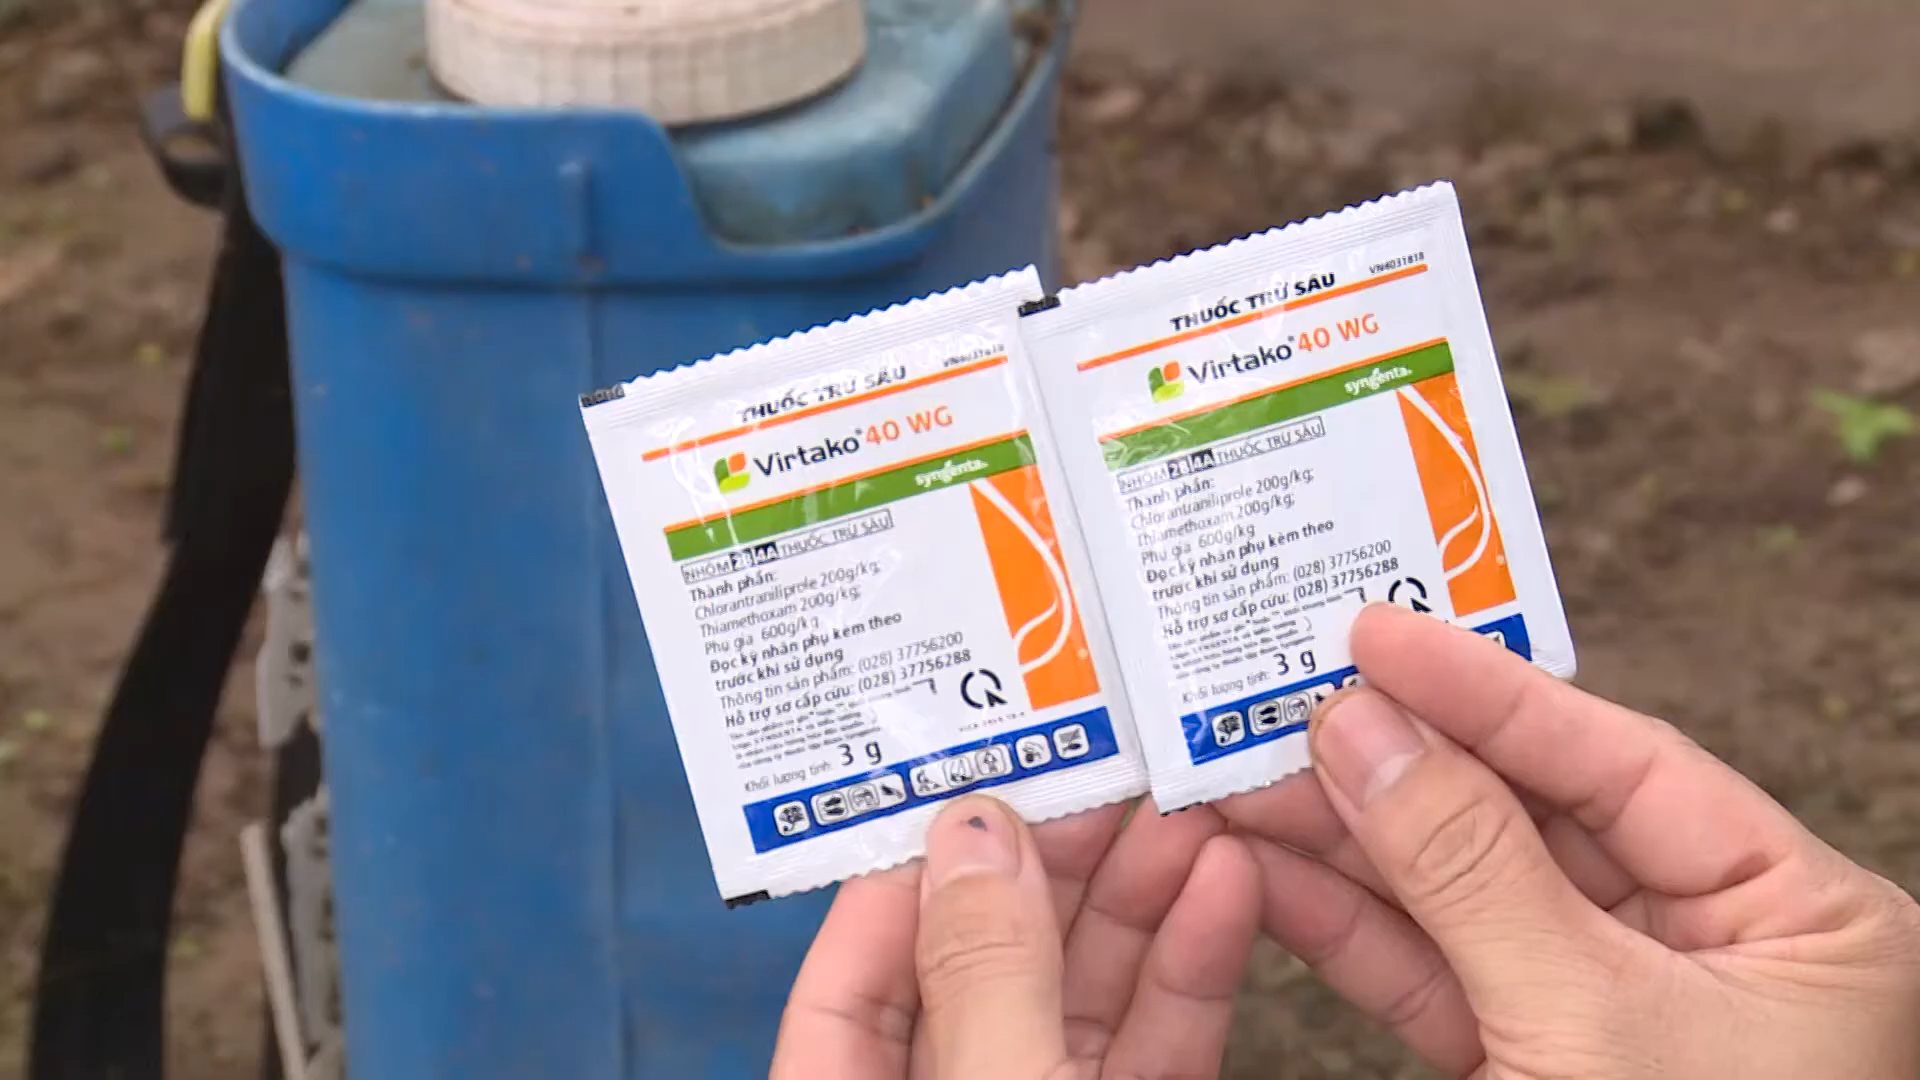 THUỐC TRỪ SÂU
Virtako® 40 WG
syngenta®
NHÓM 28 4A THUỐC TRỪ SÂU
Thành phần:
Chlorantraniliprole 200g/kg;
Thiamethoxam 200g/kg;
Phụ gia 600g/kg
Đọc kỹ nhãn phụ kèm theo
trước khi sử dụng
Thông tin sản phẩm: (028) 37756200
Hỗ trợ sơ cấp cứu: (028) 37756288
Khối lượng tịnh: 3 g
THUỐC TRỪ SÂU
VN6031818
Virtako® 40 WG
syngenta®
NHÓM 28 4A THUỐC TRỪ SÂU
Thành phần:
Chlorantraniliprole 200g/kg;
Thiamethoxam 200g/kg;
Phụ gia 600g/kg
Đọc kỹ nhãn phụ kèm theo
trước khi sử dụng
Thông tin sản phẩm: (028) 37756200
Hỗ trợ sơ cấp cứu: (028) 37756288
Khối lượng tịnh: 3 g